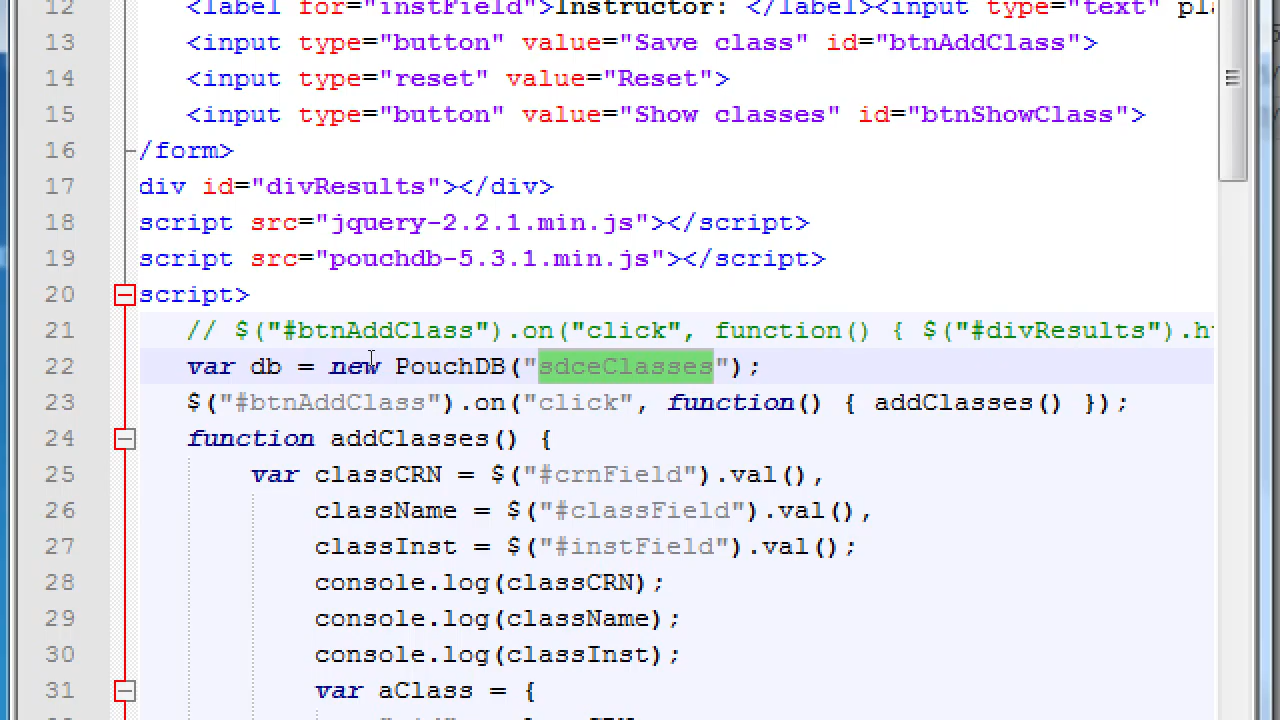 12 <label for="instField">Instructor: </label><input type="text" pla
13 <input type="button" value="Save class" id="btnAddClass">
14 <input type="reset" value="Reset">
15 <input type="button" value="Show classes" id="btnShowClass">
16 /form>
17 div id="divResults"></div>
18 script src="jquery-2.2.1.min.js"></script>
19 script src="pouchdb-5.3.1.min.js"></script>
20 script>
21 // $("#btnAddClass").on("click", function() { $("#divResults").ht
22 var db = new PouchDB("sdceClasses");
23 $("#btnAddClass").on("click", function() { addClasses() });
24 function addClasses() {
25 var classCRN = $("#crnField").val(),
26 className = $("#classField").val(),
27 classInst = $("#instField").val();
28 console.log(classCRN);
29 console.log(className);
30 console.log(classInst);
31 var aClass = {